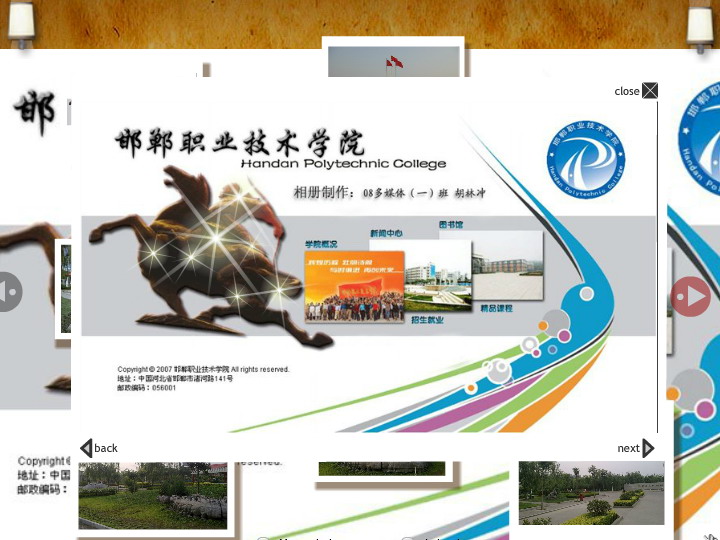 close
邯郸职业技术学院
Handan Polytechnic College
相册制作：08多媒体（一）班 胡林冲
图书馆
新闻中心
学院概况
精品课程
招生就业
Copyright © 2007 邯郸职业技术学院 All rights reserved.
地址：中国河北省邯郸市渚河路141号
邮政编码：056001
back
next
邯
Copyright ©
reserved.
地址：中国
邮政编码：